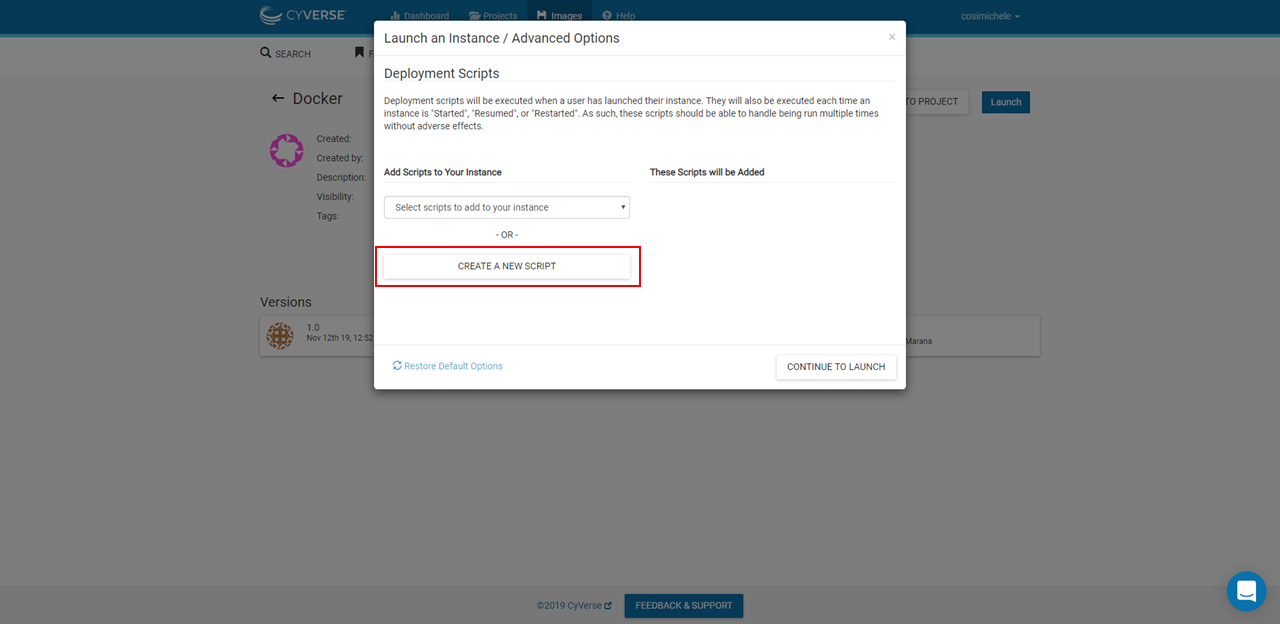 CYVERSE
Dashboard
Projects
Images
Help
cosimichele
SEARCH
Launch an Instance / Advanced Options
×
Docker
TO PROJECT
Launch
Deployment Scripts
Deployment scripts will be executed when a user has launched their instance. They will also be executed each time an
instance is "Started", "Resumed", or "Restarted". As such, these scripts should be able to handle being run multiple times
without adverse effects.
Created:
Created by:
Description:
Visibility:
Tags:
Add Scripts to Your Instance
These Scripts will be Added
Select scripts to add to your instance
- OR -
CREATE A NEW SCRIPT
Versions
1.0
Nov 12th 19, 12:52
Marana
Restore Default Options
CONTINUE TO LAUNCH
©2019 CyVerse
FEEDBACK & SUPPORT